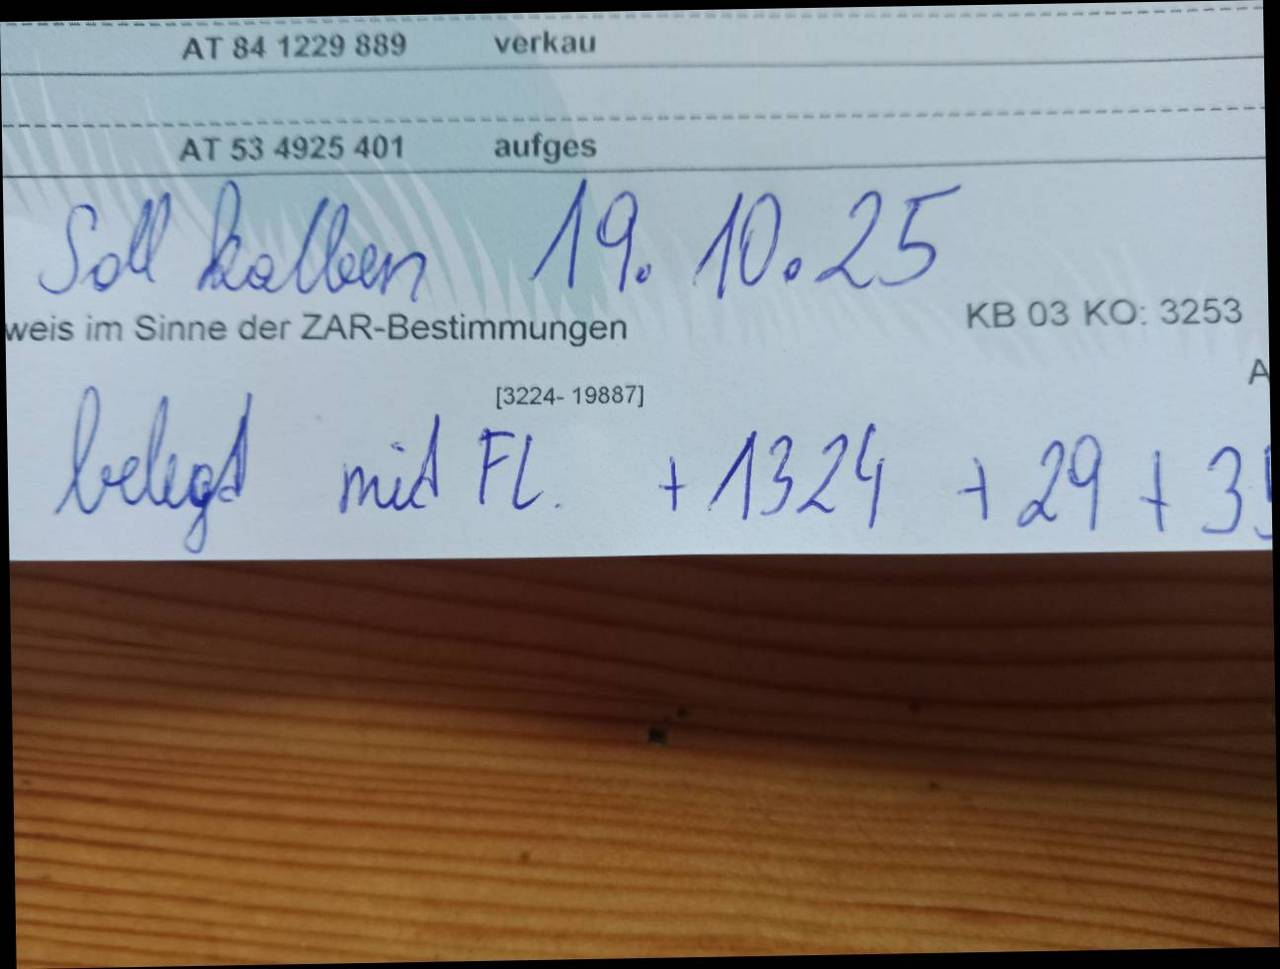 AT 84 1229 889 verkau
AT 53 4925 401 aufges
Soll kalben 19.10.25
weis im Sinne der ZAR-Bestimmungen KB 03 KO: 3253
A
[3224- 19887]
belegt mit FL. +1324 +29 +3